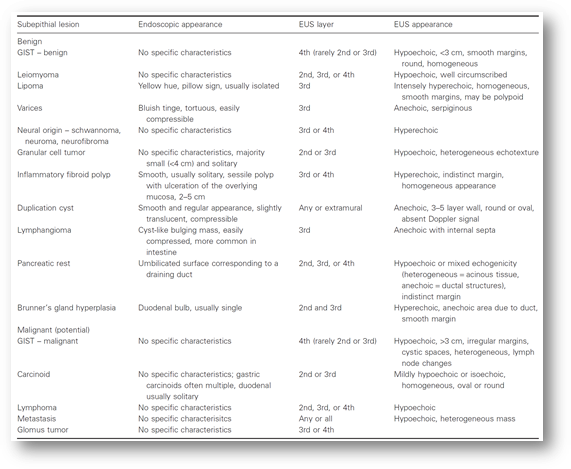 Subepithial lesion Endoscopic appearance EUS layer EUS appearance
Benign
GIST – benign No specific characteristics 4th (rarely 2nd or 3rd) Hypoechoic, <3 cm, smooth margins,
round, homogeneous
Leiomyoma No specific characteristics 2nd, 3rd, or 4th Hypoechoic, well circumscribed
Lipoma Yellow hue, pillow sign, usually isolated 3rd Intensely hyperechoic, homogeneous,
smooth margins, may be polypoid
Varices Bluish tinge, tortuous, easily 3rd Anechoic, serpiginous
compressible
Neural origin – schwannoma, No specific characteristics 3rd or 4th Hyperechoic
neuroma, neurofibroma
Granular cell tumor No specific characteristics, majority 2nd or 3rd Hypoechoic, heterogeneous echotexture
small (<4 cm) and solitary
Inflammatory fibroid polyp Smooth, usually solitary, sessile polyp 3rd or 4th Hyperechoic, indistinct margin,
with ulceration of the overlying homogeneous appearance
mucosa, 2–5 cm
Duplication cyst Smooth and regular appearance, slightly Any or extramural Anechoic, 3–5 layer wall, round or oval,
translucent, compressible absent Doppler signal
Lymphangioma Cyst-like bulging mass, easily 3rd Anechoic with internal septa
compressed, more common in
intestine
Pancreatic rest Umbilicated surface corresponding to a 2nd, 3rd, or 4th Hypoechoic or mixed echogenicity
draining duct (heterogeneous = acinous tissue,
anechoic = ductal structures),
indistinct margin
Brunner's gland hyperplasia Duodenal bulb, usually single 2nd and 3rd Hyperechoic, anechoic area due to duct,
smooth margin
Malignant (potential)
GIST – malignant No specific characteristics 4th (rarely 2nd or 3rd) Hypoechoic, >3 cm, irregular margins,
cystic spaces, heterogeneous, lymph
node changes
Carcinoid No specific characteristics; gastric 2nd or 3rd Mildly hypoechoic or isoechoic,
carcinoids often multiple, duodenal homogeneous, oval or round
usually solitary
Lymphoma No specific characteristics 2nd, 3rd, or 4th Hypoechoic
Metastasis No specific characteristics Any or all Hypoechoic, heterogeneous mass
Glomus tumor No specific characteristics 3rd or 4th